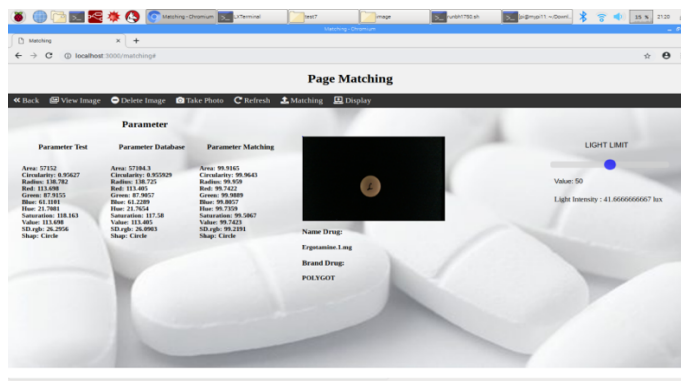 Matching - Chromium
LXTerminal
test7
image
15 %
21:20
Matching - Chromium
Matching
localhost:3000/matching#
Page Matching
Back View Image Delete Image Take Photo Refresh Matching Display
Parameter
Parameter Test
Area: 57152
Circularity: 0.95627
Radius: 138.782
Red: 113.698
Green: 87.9155
Blue: 61.1101
Hue: 21.7081
Saturation: 118.163
Value: 113.698
SD.rgb: 26.2956
Shap: Circle
Parameter Database
Area: 57104.3
Circularity: 0.955929
Radius: 138.725
Red: 113.405
Green: 87.9057
Blue: 61.2289
Hue: 21.7654
Saturation: 117.58
Value: 113.405
SD.rgb: 26.0903
Shap: Circle
Parameter Matching
Area: 99.9165
Circularity: 99.9643
Radius: 99.959
Red: 99.7422
Green: 99.9889
Blue: 99.8057
Hue: 99.7359
Saturation: 99.5067
Value: 99.7423
SD.rgb: 99.2191
Shap: Circle
Name Drug:
Ergotamine.1.mg
Brand Drug:
POLYGOT
LIGHT LIMIT
Value: 50
Light Intensity : 41.6666666667 lux